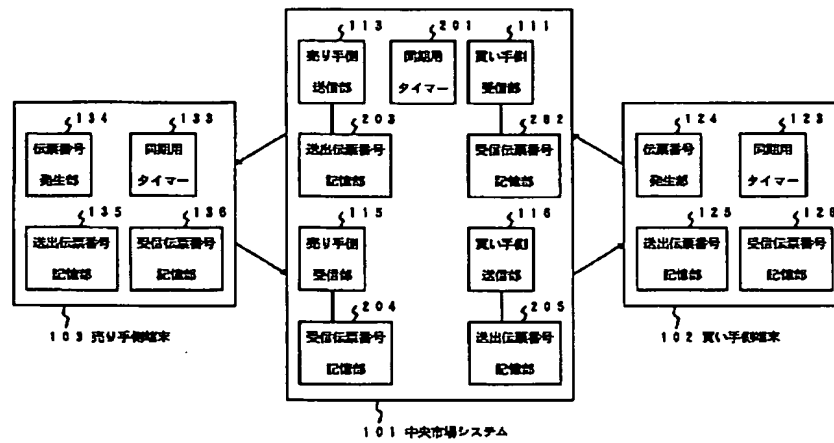 113
201
111
売り手側
送信部
同期用
タイマー
買い手側
受信部
134
133
伝票番号
発生部
同期用
タイマー
203
202
送出伝票番号
記憶部
受信伝票番号
記憶部
124
123
伝票番号
発生部
同期用
タイマー
135
136
送出伝票番号
記憶部
受信伝票番号
記憶部
115
116
売り手側
受信部
買い手側
送信部
125
126
送出伝票番号
記憶部
受信伝票番号
記憶部
204
205
受信伝票番号
記憶部
送出伝票番号
記憶部
103 売り手側端末
102 買い手側端末
101 中央市場システム